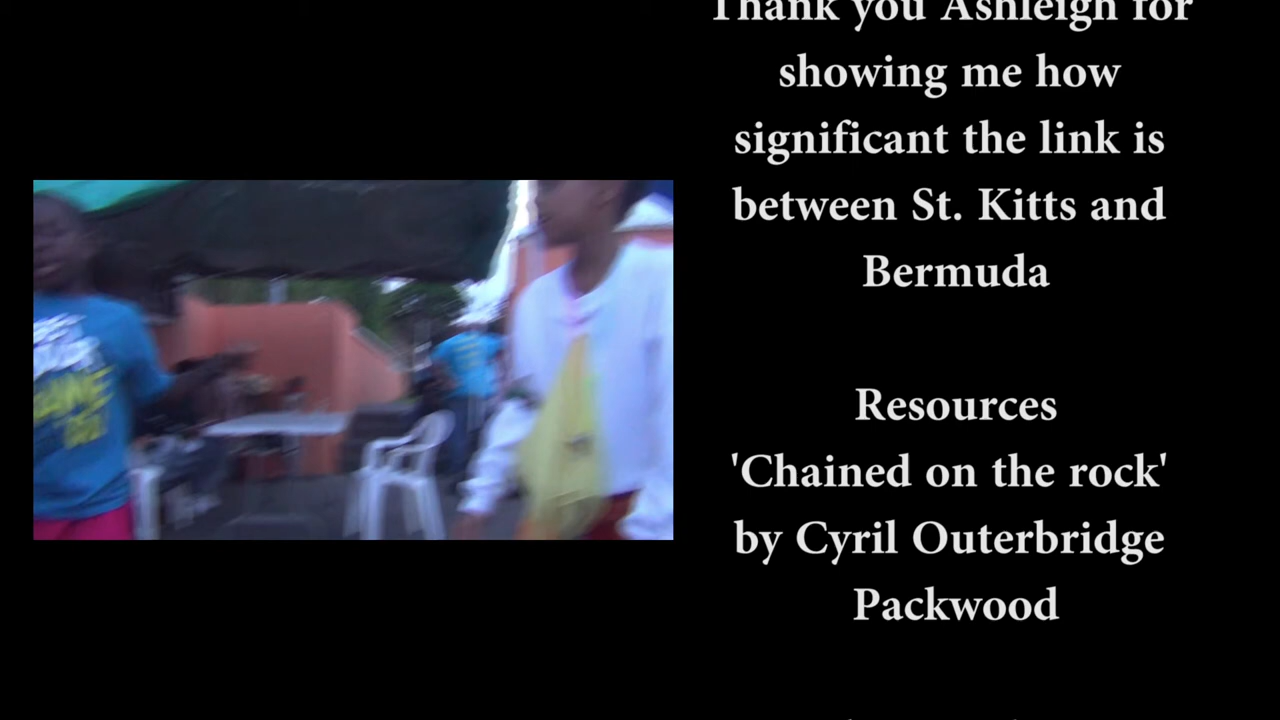 Thank you Ashleigh for
showing me how
significant the link is
between St. Kitts and
Bermuda
Resources
'Chained on the rock'
by Cyril Outerbridge
Packwood